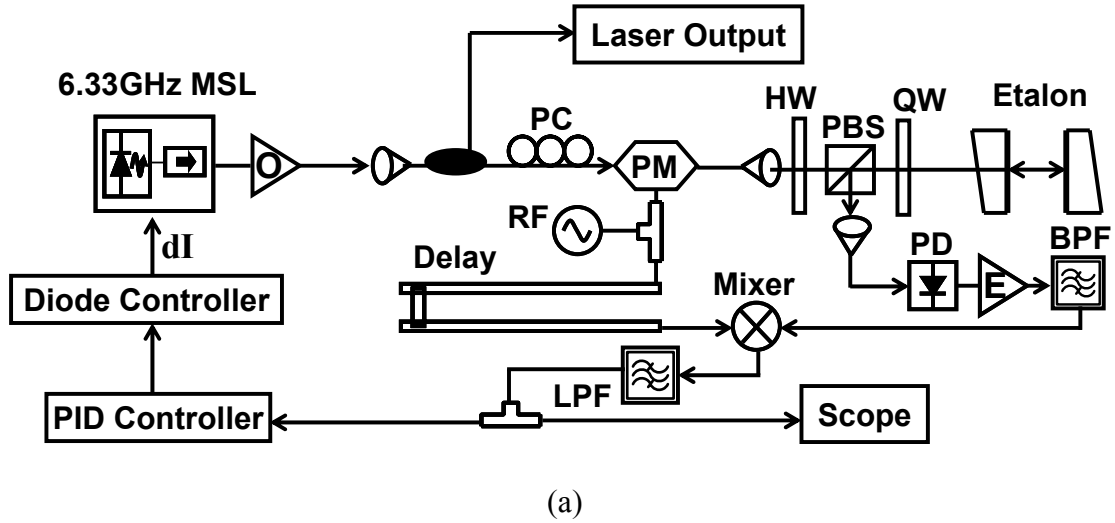 Laser Output
6.33GHz MSL
O
PC
PM
HW
PBS
QW
Etalon
RF
dI
Delay
Mixer
PD
E
BPF
Diode Controller
LPF
PID Controller
Scope
(a)